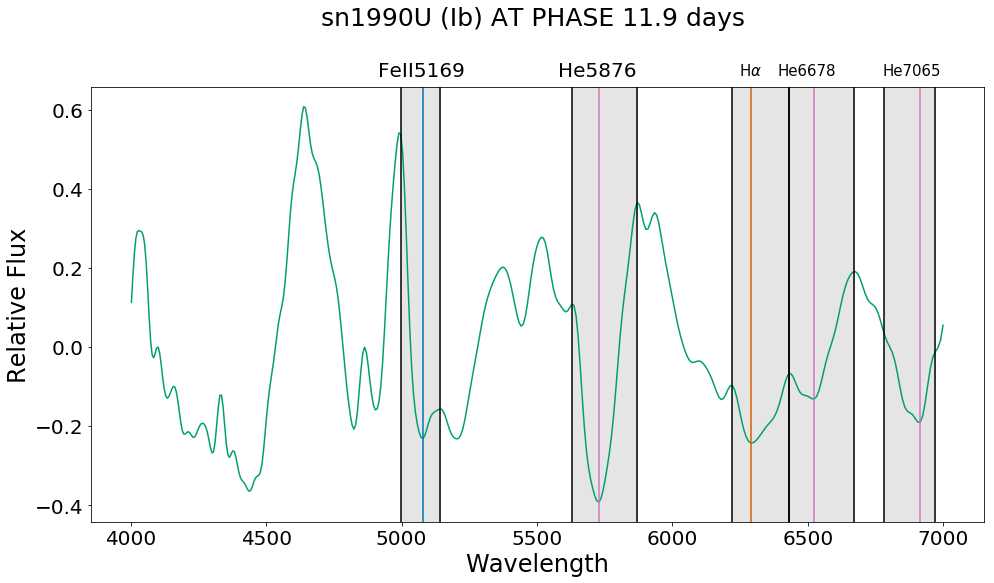 sn1990U (Ib) AT PHASE 11.9 days
FeII5169 He5876 Hα He6678 He7065
0.6
0.4
0.2
0.0
−0.2
−0.4
Relative Flux
4000 4500 5000 5500 6000 6500 7000
Wavelength